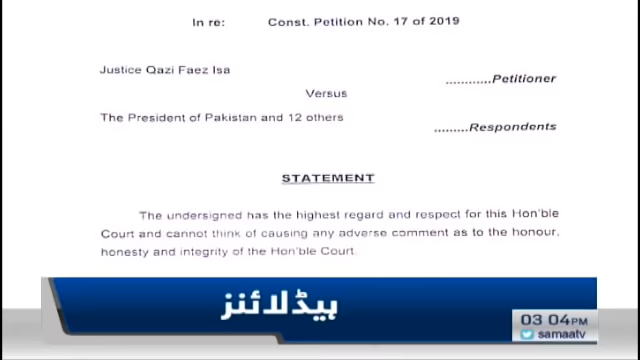 In re: Const. Petition No. 17 of 2019
Justice Qazi Faez Isa
............Petitioner
Versus
The President of Pakistan and 12 others
.........Respondents
STATEMENT
The undersigned has the highest regard and respect for this Hon'ble
Court and cannot think of causing any adverse comment as to the honour,
honesty and integrity of the Hon'ble Court.
ہیڈلائنز
03 04PM
samaatv